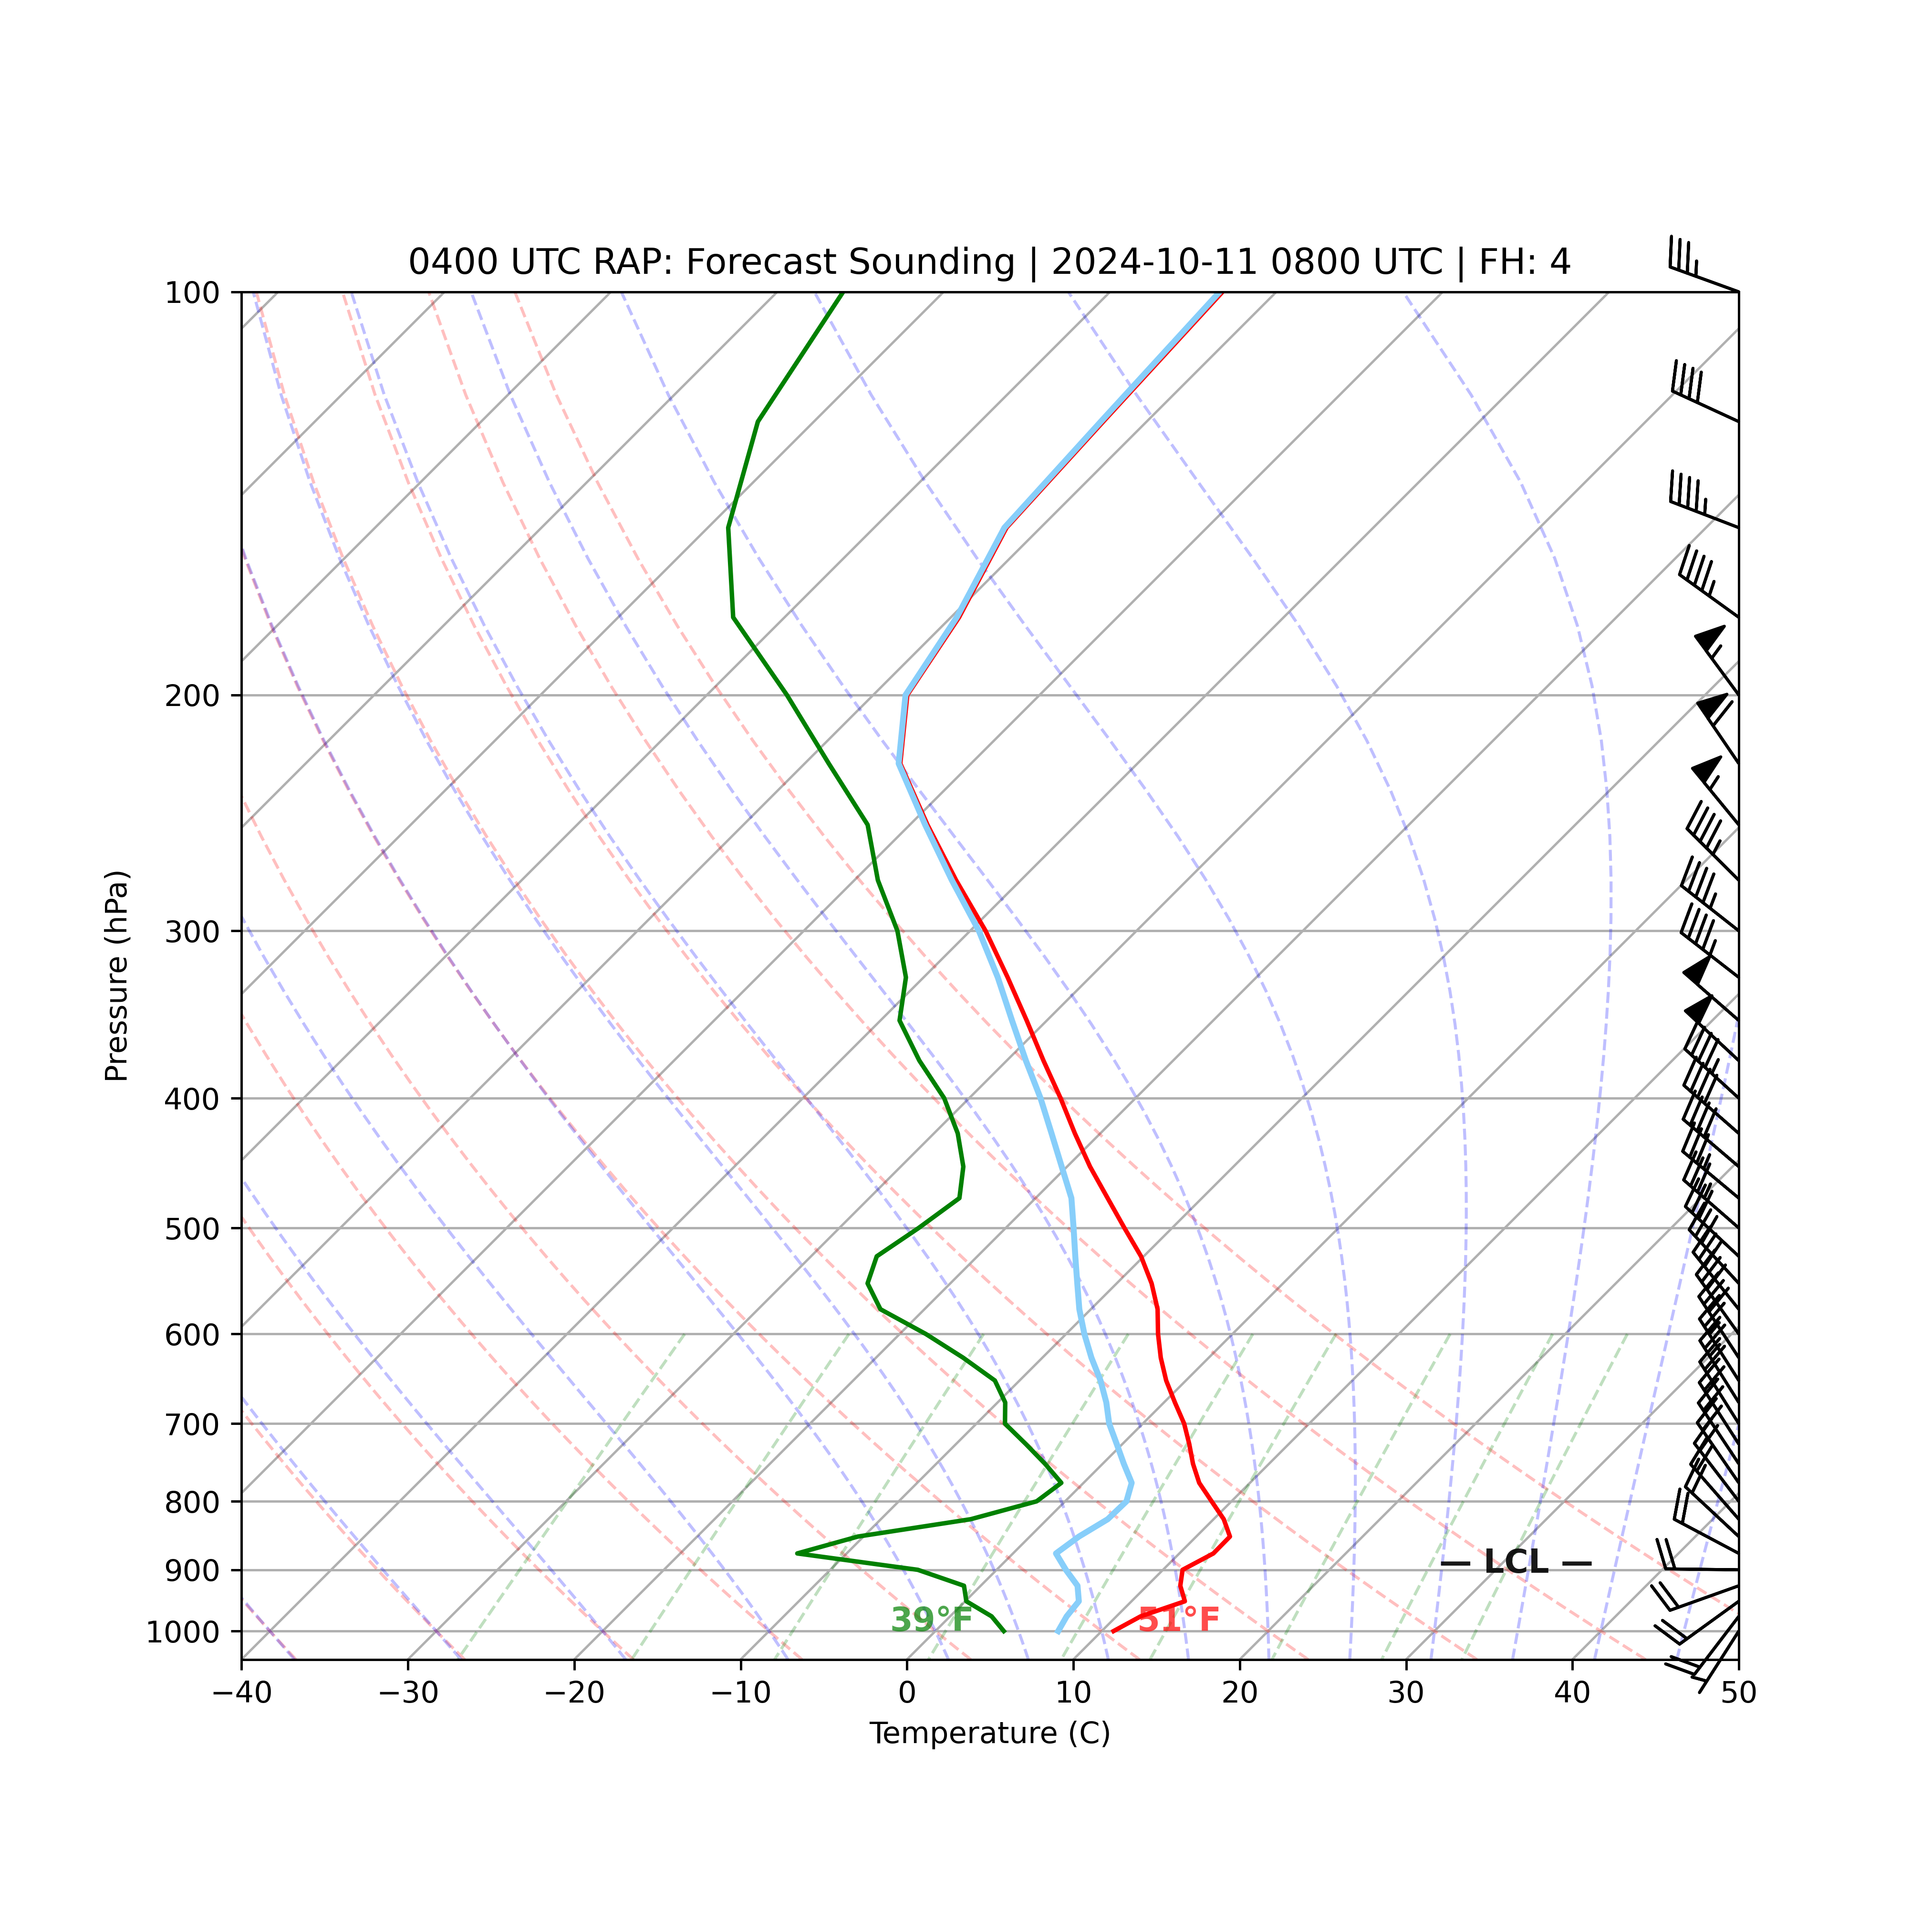 0400 UTC RAP: Forecast Sounding | 2024-10-11 0800 UTC | FH: 4
100
200
300
400
500
600
700
800
900
1000
Pressure (hPa)
— LCL —
39°F
51°F
−40 −30 −20 −10 0 10 20 30 40 50
Temperature (C)